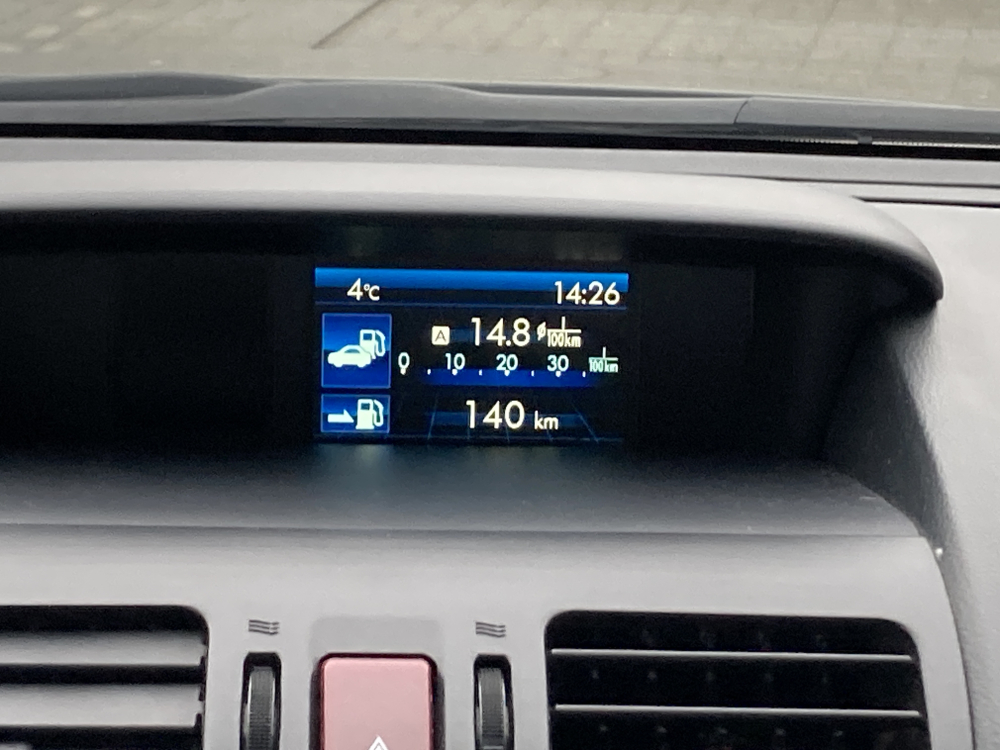 4°C 14:26
A 14.8 ø l/100km
0 . 10 . 20 . 30 . l/100km
140 km